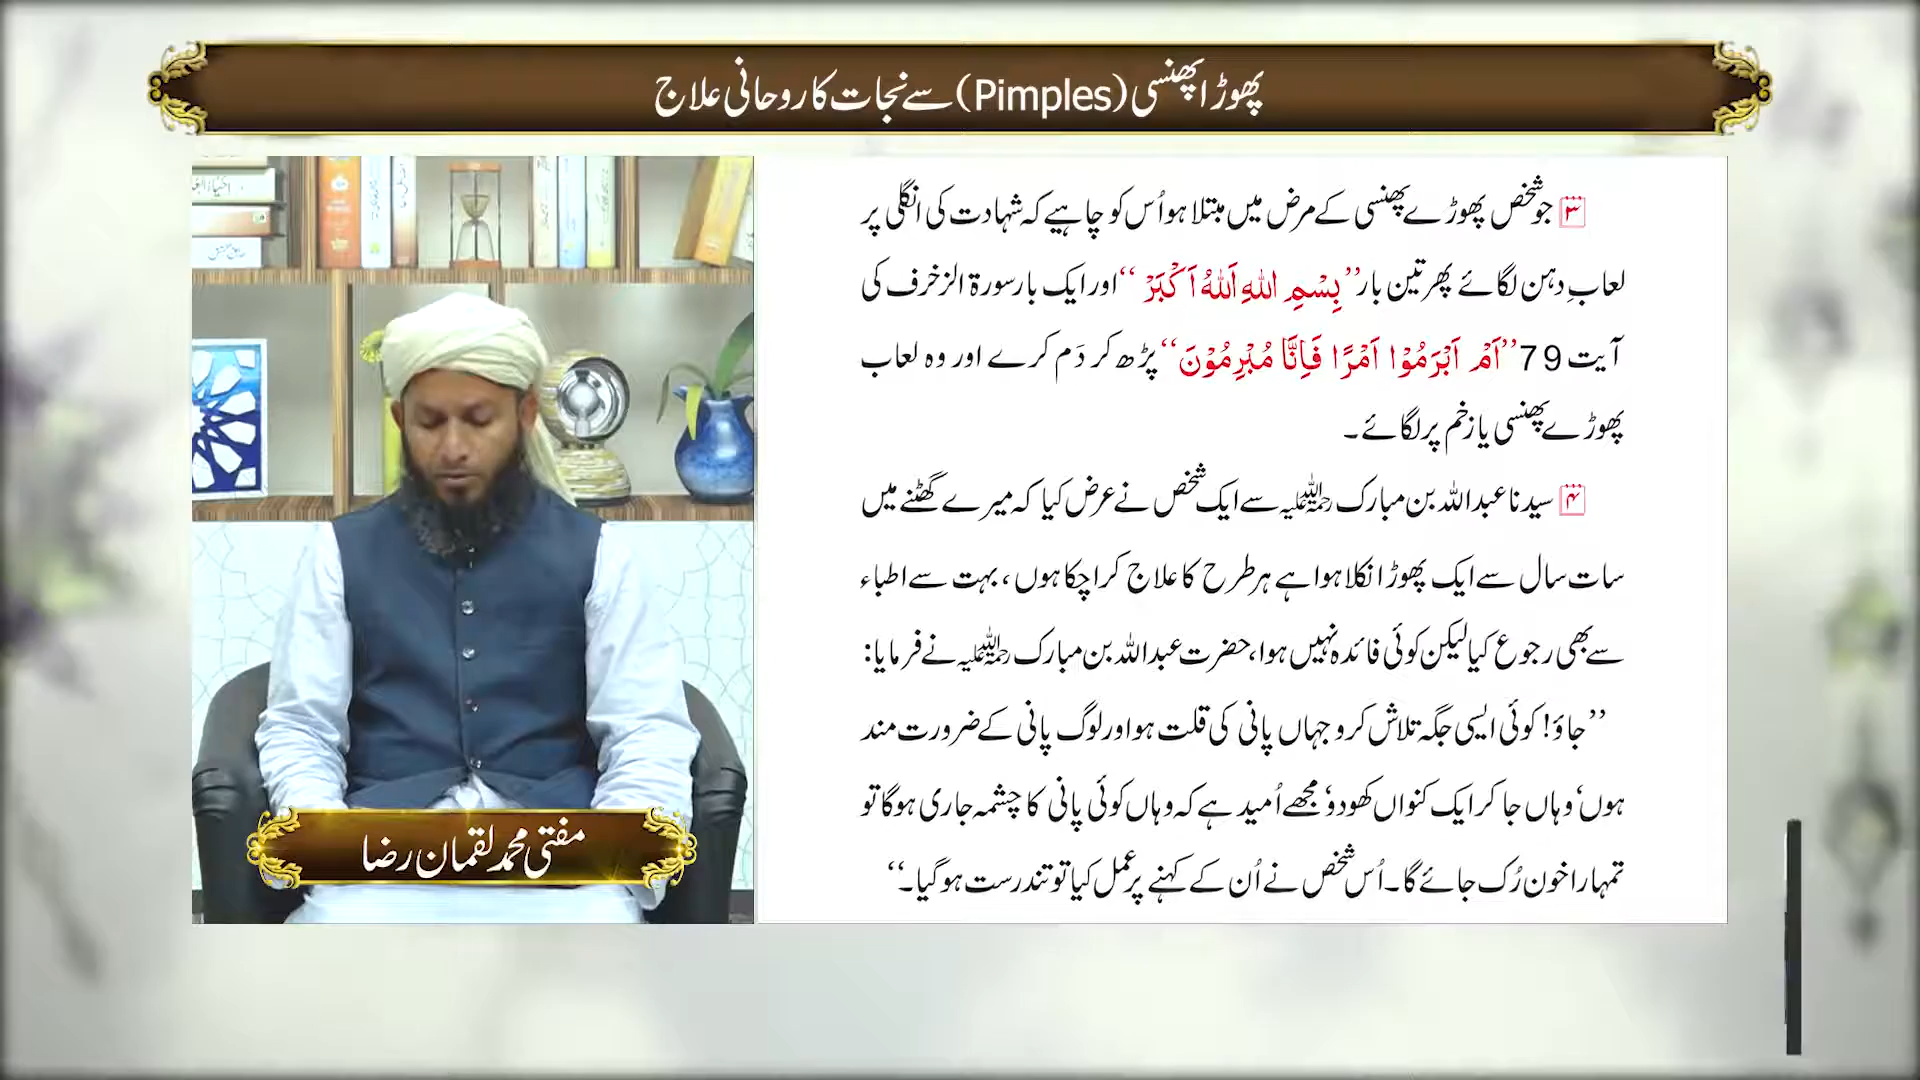 پھوڑا پھنسی (Pimples) سے نجات کا روحانی علاج
۳ جو شخص پھوڑے پھنسی کے مرض میں مبتلا ہو اُس کو چاہیے کہ شہادت کی انگلی پر
لعابِ دہن لگائے پھر تین بار ’’بِسْمِ اللهِ اَللهُ اَكْبَرْ‘‘ اور ایک بار سورۃ الزخرف کی
آیت 79 ’’اَمْ اَبْرَمُوْا اَمْرًا فَاِنَّا مُبْرِمُوْنَ‘‘ پڑھ کر دَم کرے اور وہ لعاب
پھوڑے پھنسی یا زخم پر لگائے۔
۴ سیدنا عبداللہ بن مبارک رحمۃ اللہ علیہ سے ایک شخص نے عرض کیا کہ میرے گھٹنے میں
سات سال سے ایک پھوڑا نکلا ہوا ہے ہر طرح کا علاج کرا چکا ہوں، بہت سے اطباء
سے بھی رجوع کیا لیکن کوئی فائدہ نہیں ہوا، حضرت عبداللہ بن مبارک رحمۃ اللہ علیہ نے فرمایا:
’’جاؤ! کوئی ایسی جگہ تلاش کرو جہاں پانی کی قلت ہو اور لوگ پانی کے ضرورت مند
ہوں‘ وہاں جا کر ایک کنواں کھود دو‘ مجھے اُمید ہے کہ وہاں کوئی پانی کا چشمہ جاری ہوگا تو
تمہارا خون رُک جائے گا۔ اُس شخص نے اُن کے کہنے پر عمل کیا تو تندرست ہو گیا۔‘‘
مفتی محمد لقمان رضا